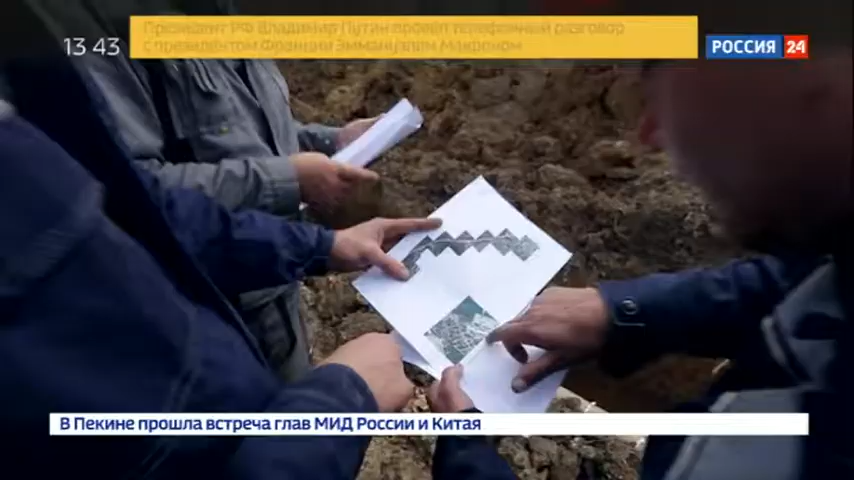 13 43
Президент РФ Владимир Путин провёл телефонный разговор
с президентом Франции Эммануэлем Макроном
РОССИЯ 24
В Пекине прошла встреча глав МИД России и Китая